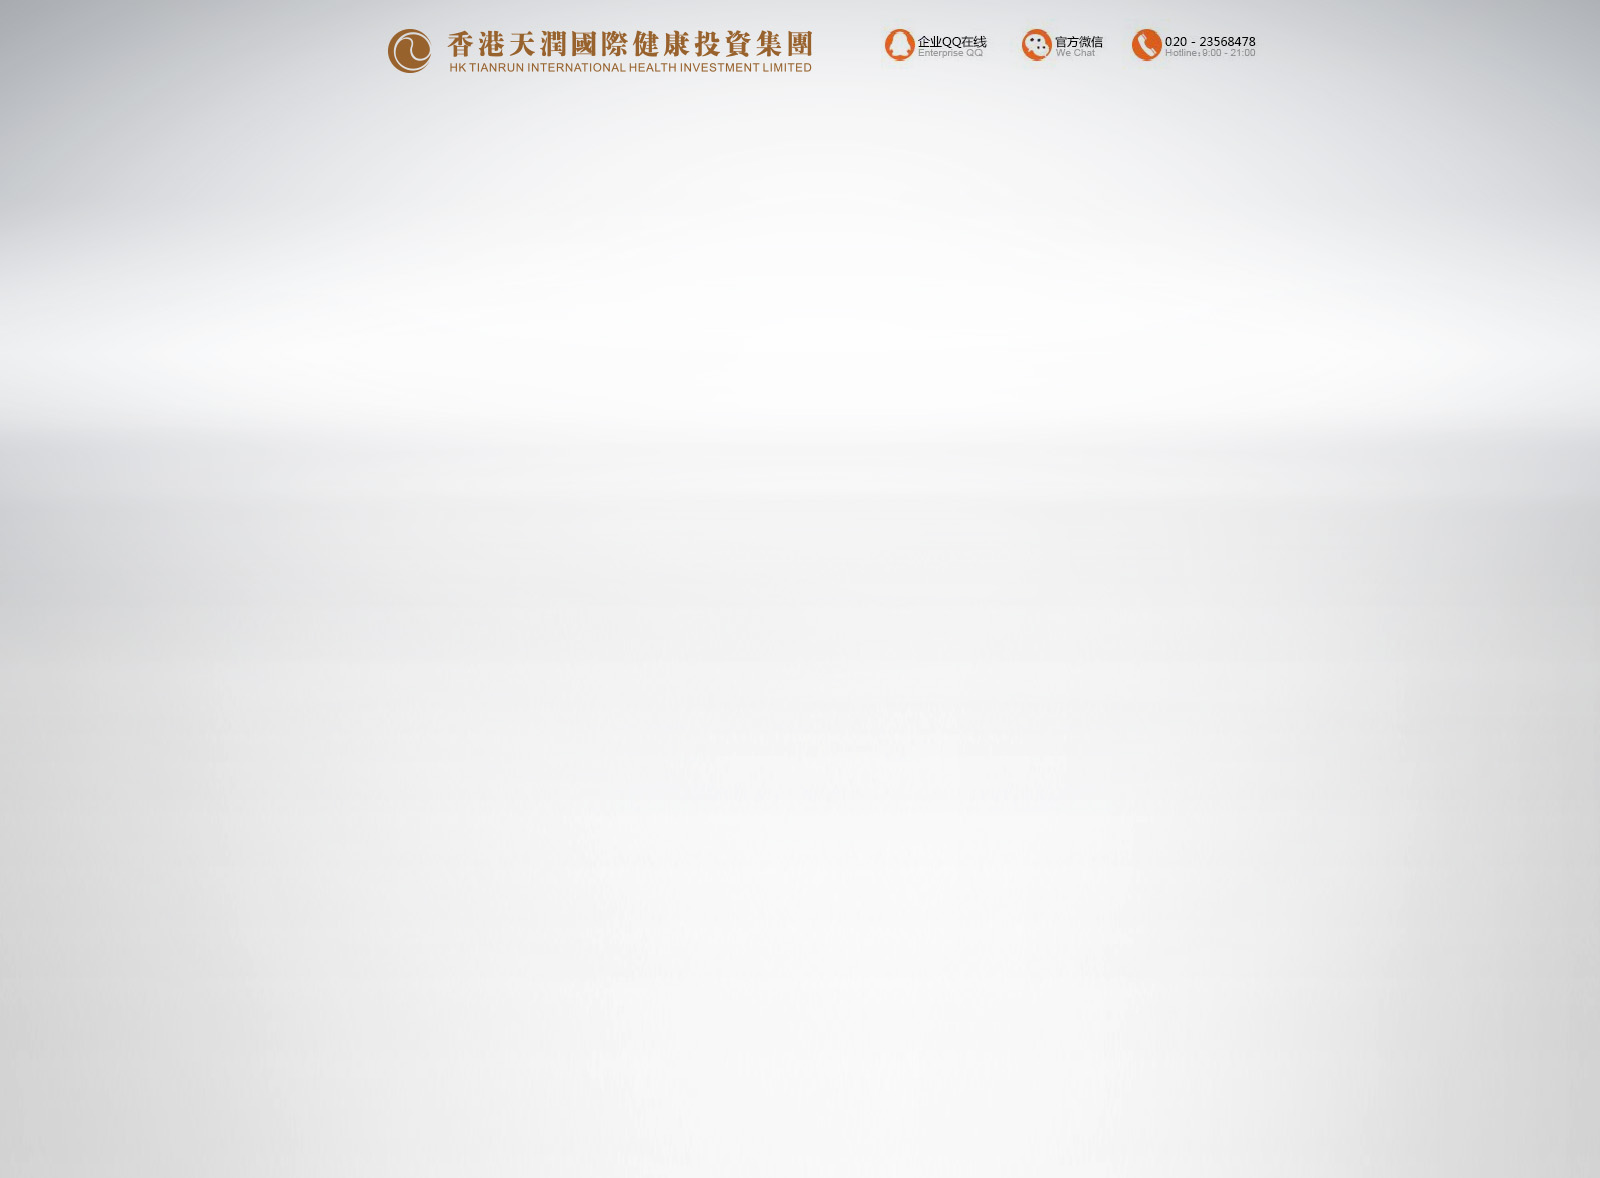 香港天潤國際健康投資集團
HK TIANRUN INTERNATIONAL HEALTH INVESTMENT LIMITED
企业QQ在线
Enterprise QQ
官方微信
We Chat
020 - 23568478
Hotline:9:00 - 21:00